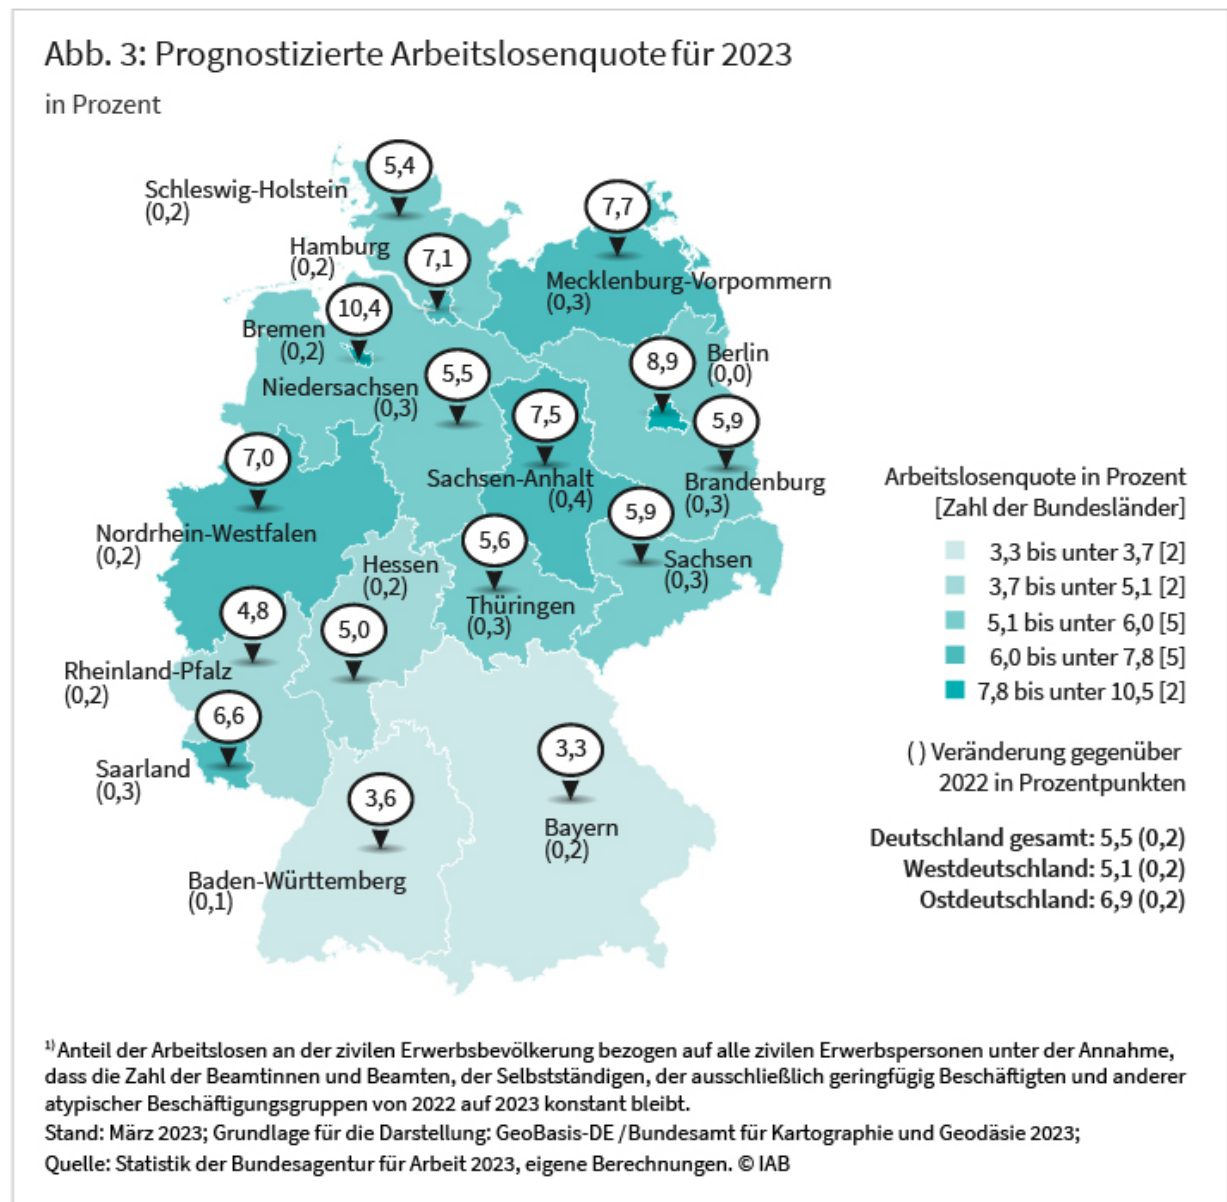 Abb. 3: Prognostizierte Arbeitslosenquote für 2023
in Prozent
5,4
Schleswig-Holstein
(0,2)
7,7
Mecklenburg-Vorpommern
(0,3)
Hamburg
(0,2)
7,1
10,4
Bremen
(0,2)
8,9
Berlin
(0,0)
Niedersachsen
(0,3)
5,5
7,5
Sachsen-Anhalt
(0,4)
5,9
Brandenburg
(0,3)
7,0
Nordrhein-Westfalen
(0,2)
5,9
Sachsen
(0,3)
5,6
Thüringen
(0,3)
Hessen
(0,2)
5,0
4,8
Rheinland-Pfalz
(0,2)
6,6
Saarland
(0,3)
3,3
Bayern
(0,2)
3,6
Baden-Württemberg
(0,1)
Arbeitslosenquote in Prozent
[Zahl der Bundesländer]
3,3 bis unter 3,7 [2]
3,7 bis unter 5,1 [2]
5,1 bis unter 6,0 [5]
6,0 bis unter 7,8 [5]
7,8 bis unter 10,5 [2]
( ) Veränderung gegenüber
2022 in Prozentpunkten
Deutschland gesamt: 5,5 (0,2)
Westdeutschland: 5,1 (0,2)
Ostdeutschland: 6,9 (0,2)
1) Anteil der Arbeitslosen an der zivilen Erwerbsbevölkerung bezogen auf alle zivilen Erwerbspersonen unter der Annahme,
dass die Zahl der Beamtinnen und Beamten, der Selbstständigen, der ausschließlich geringfügig Beschäftigten und anderer
atypischer Beschäftigungsgruppen von 2022 auf 2023 konstant bleibt.
Stand: März 2023; Grundlage für die Darstellung: GeoBasis-DE / Bundesamt für Kartographie und Geodäsie 2023;
Quelle: Statistik der Bundesagentur für Arbeit 2023, eigene Berechnungen. © IAB